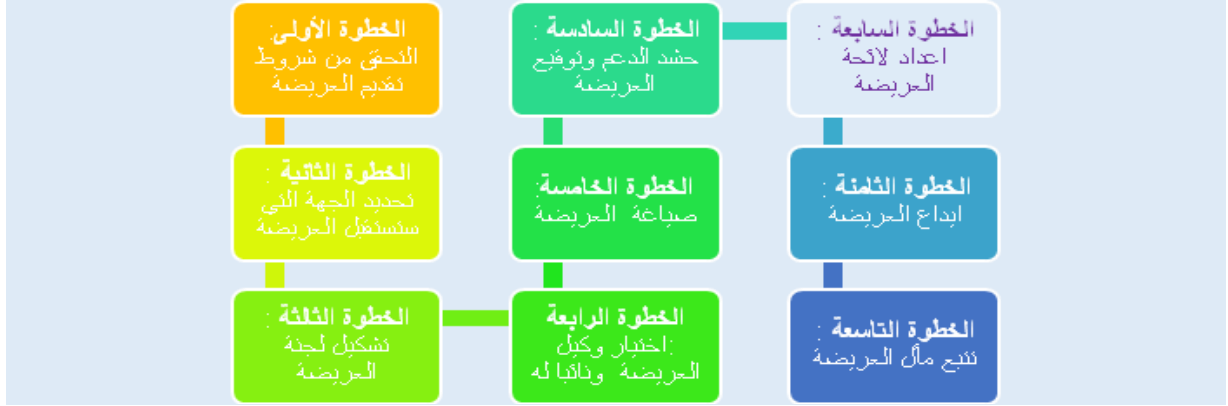 الخطوة الأولى:
التحقق من شروط
تقديم العريضة
الخطوة الثانية :
تحديد الجهة التي
ستستقبل العريضة
الخطوة الثالثة :
تشكيل لجنة
العريضة
الخطوة الرابعة
:اختيار وكيل
العريضة ونائبا له
الخطوة الخامسة:
صياغة العريضة
الخطوة السادسة :
حشد الدعم وتوقيع
العريضة
الخطوة السابعة :
اعداد لائحة
العريضة
الخطوة الثامنة :
ايداع العريضة
الخطوة التاسعة :
تتبع مآل العريضة